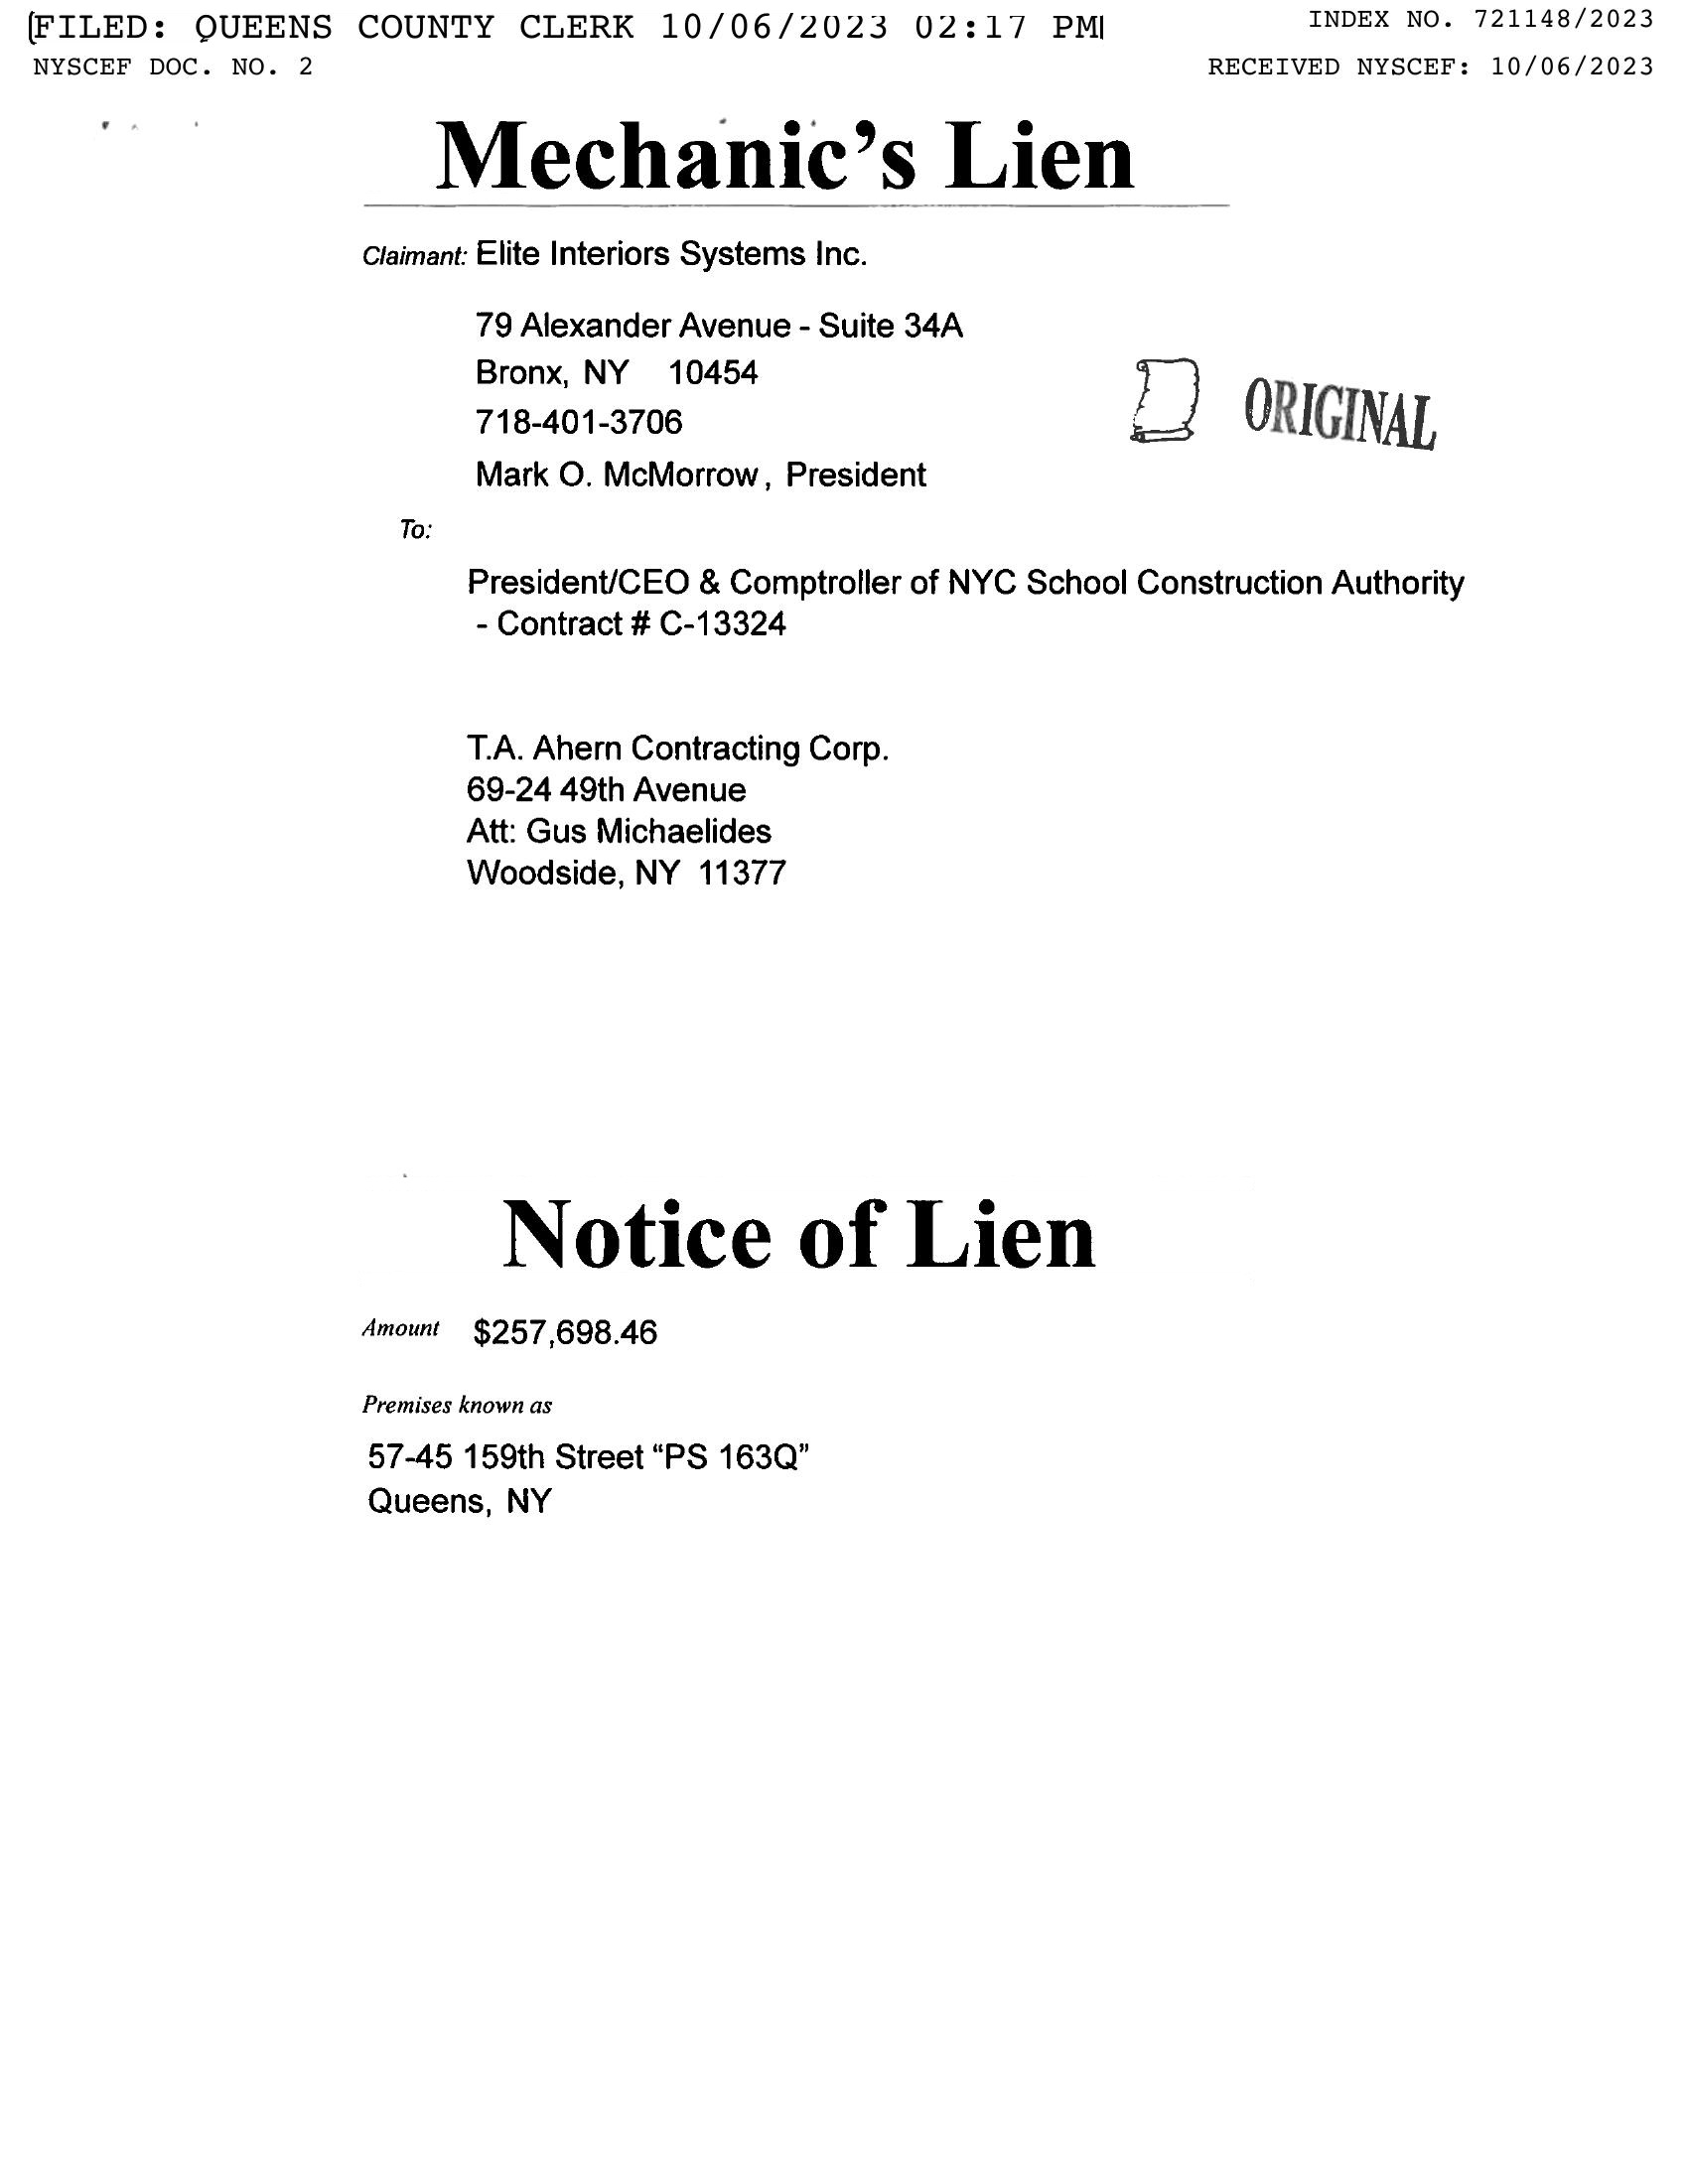 FILED: QUEENS COUNTY CLERK 10/06/2023 02:17 PM
INDEX NO. 721148/2023
NYSCEF DOC. NO. 2
RECEIVED NYSCEF: 10/06/2023
Mechanic's Lien
Claimant: Elite Interiors Systems Inc.
79 Alexander Avenue - Suite 34A
Bronx, NY 10454
718-401-3706
ORIGINAL
Mark O. McMorrow, President
To:
President/CEO & Comptroller of NYC School Construction Authority
- Contract # C-13324
T.A. Ahern Contracting Corp.
69-24 49th Avenue
Att: Gus Michaelides
Woodside, NY 11377
Notice of Lien
Amount $257,698.46
Premises known as
57-45 159th Street “PS 163Q”
Queens, NY